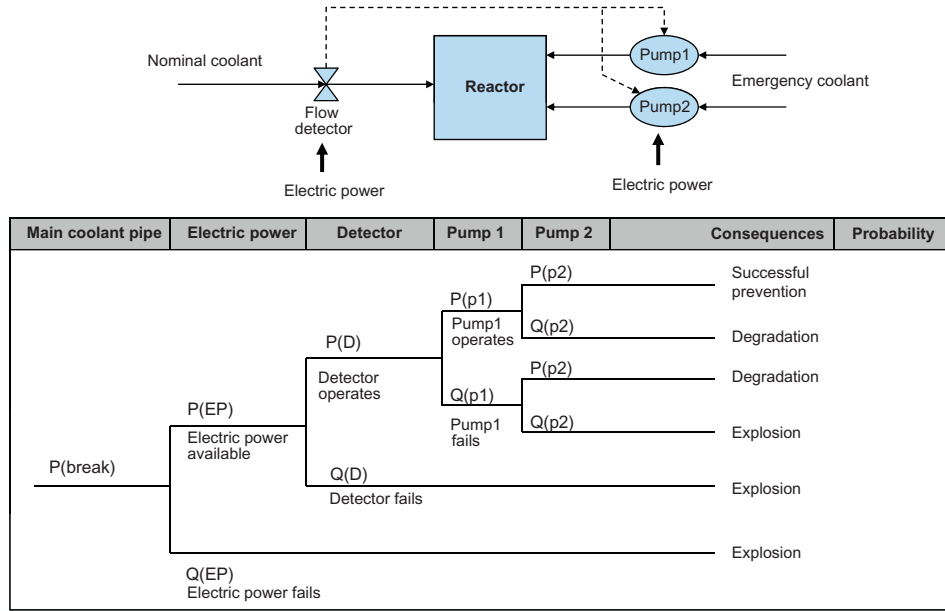 Nominal coolant
Flow
detector
Electric power
Reactor
Pump1
Pump2
Emergency coolant
Electric power
Main coolant pipe
Electric power
Detector
Pump 1
Pump 2
Consequences
Probability
P(break)
P(EP)
Electric power
available
Q(EP)
Electric power fails
P(D)
Detector
operates
Q(D)
Detector fails
P(p1)
Pump1
operates
Q(p1)
Pump1
fails
P(p2)
Q(p2)
P(p2)
Q(p2)
Successful
prevention
Degradation
Degradation
Explosion
Explosion
Explosion